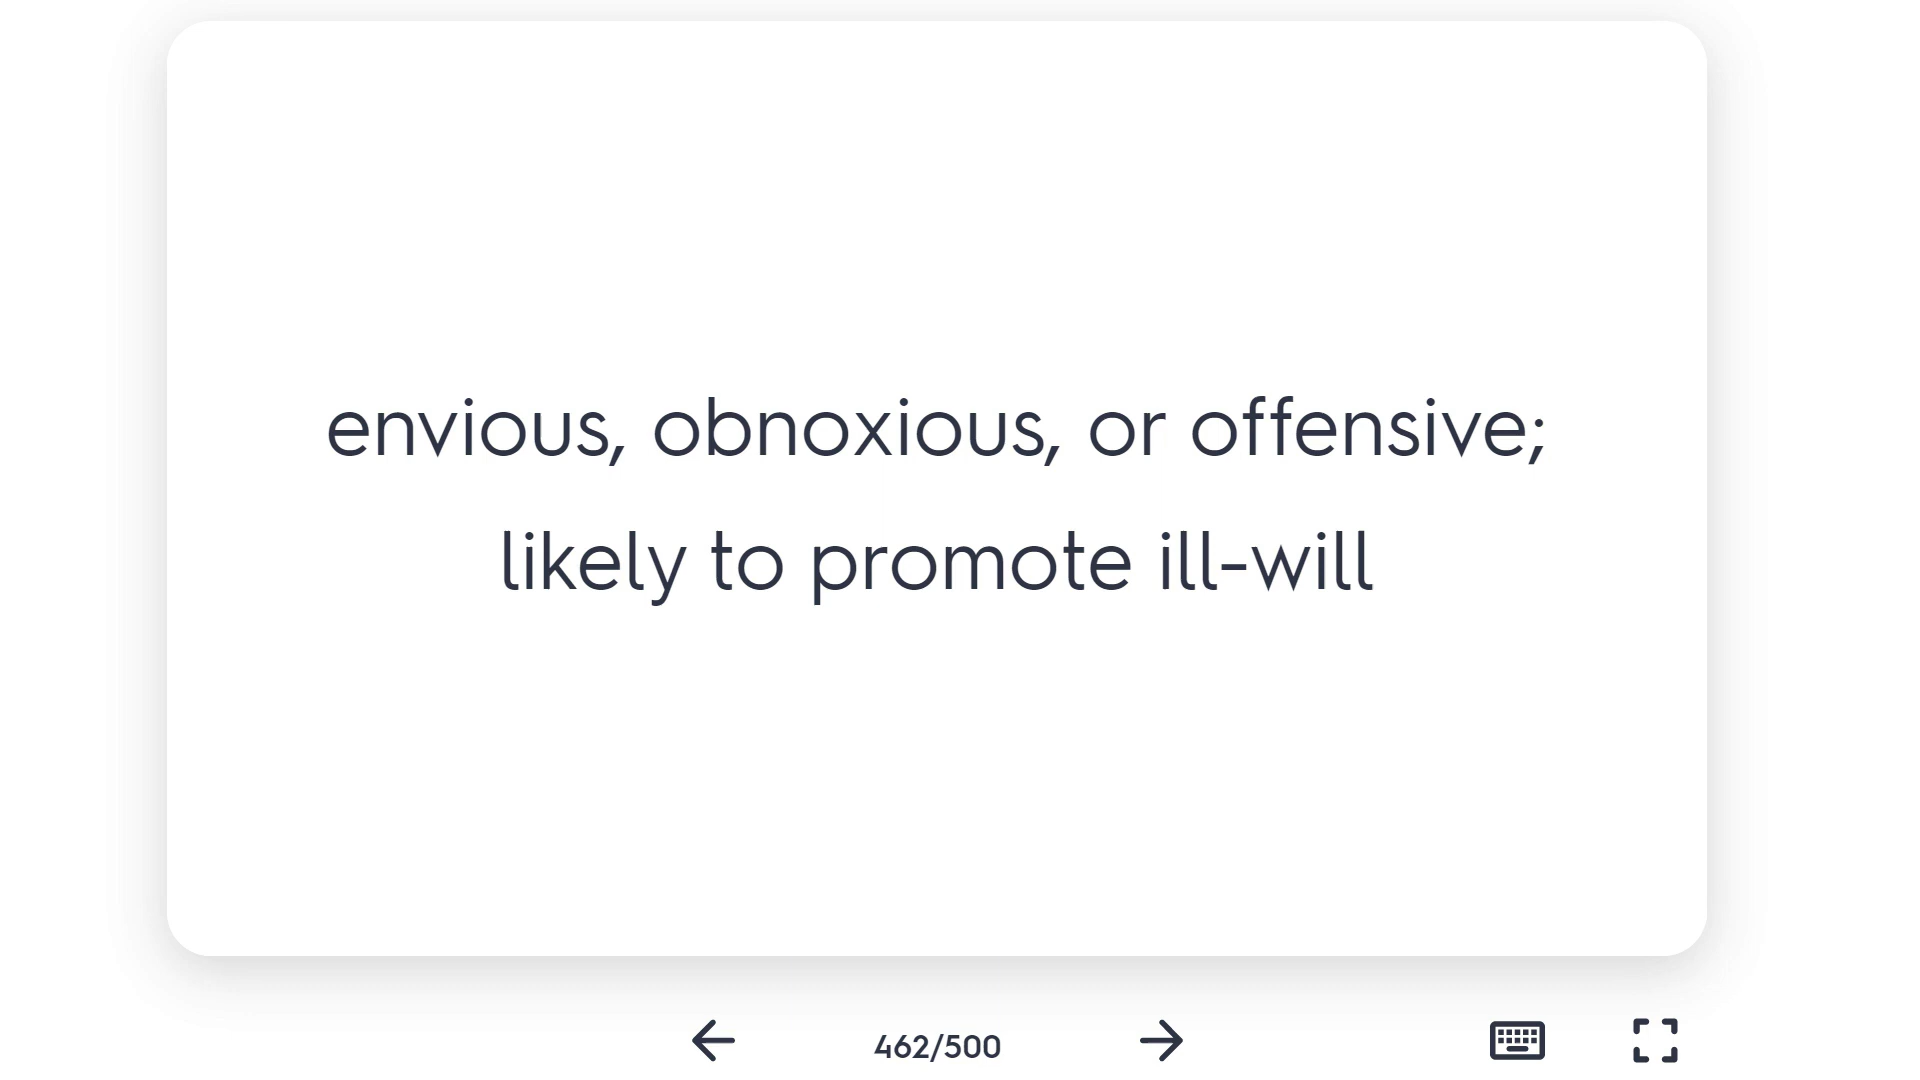 envious, obnoxious, or offensive;
likely to promote ill-will
462/500